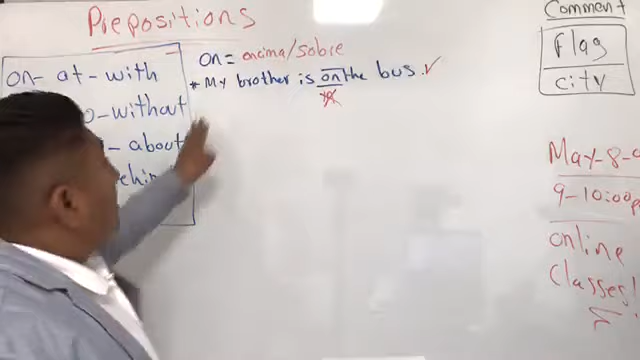 Prepositions
on- at- with
-without
- about
on= encima/sobre
* My brother is on the bus. ✓
Comment
Flag
city
May-8-
9-10:00p
online
Classes!